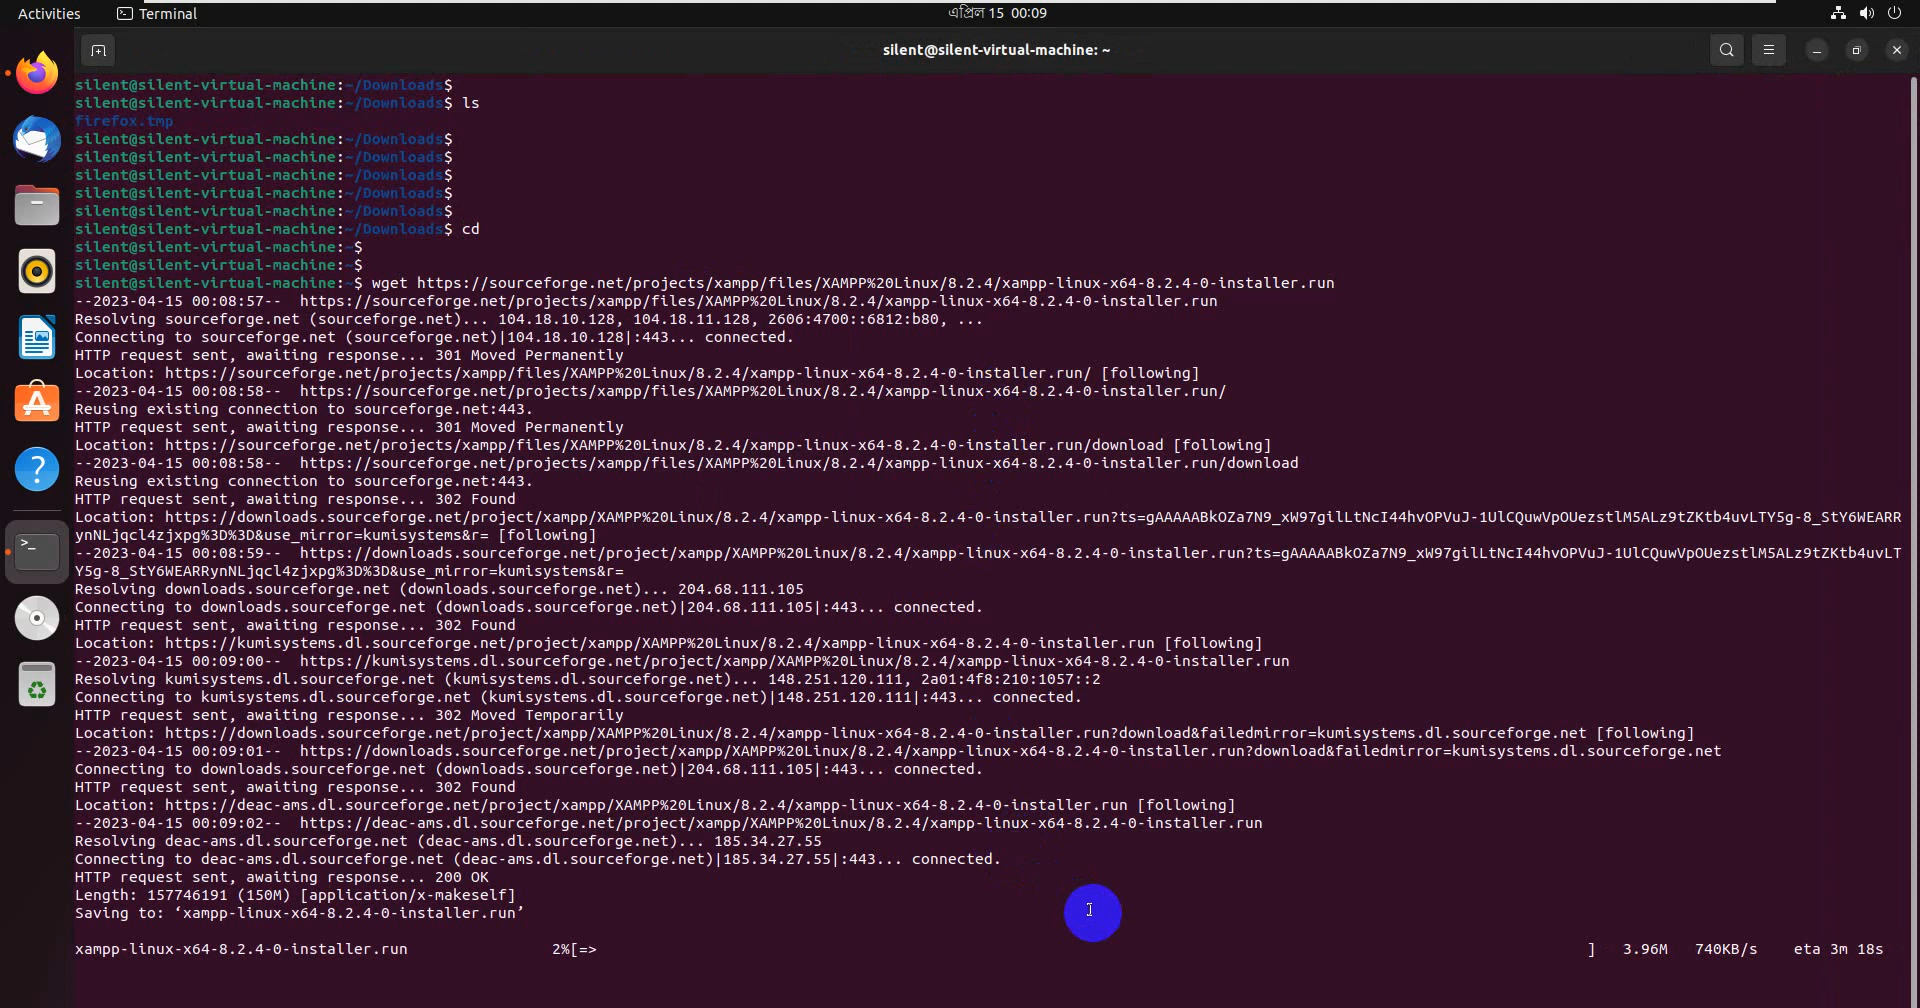 Activities Terminal এপ্রিল 15 00:09
silent@silent-virtual-machine: ~
silent@silent-virtual-machine:~/Downloads$
silent@silent-virtual-machine:~/Downloads$ ls
firefox.tmp
silent@silent-virtual-machine:~/Downloads$
silent@silent-virtual-machine:~/Downloads$
silent@silent-virtual-machine:~/Downloads$
silent@silent-virtual-machine:~/Downloads$
silent@silent-virtual-machine:~/Downloads$
silent@silent-virtual-machine:~/Downloads$ cd
silent@silent-virtual-machine:~$
silent@silent-virtual-machine:~$
silent@silent-virtual-machine:~$ wget https://sourceforge.net/projects/xampp/files/XAMPP%20Linux/8.2.4/xampp-linux-x64-8.2.4-0-installer.run
--2023-04-15 00:08:57-- https://sourceforge.net/projects/xampp/files/XAMPP%20Linux/8.2.4/xampp-linux-x64-8.2.4-0-installer.run
Resolving sourceforge.net (sourceforge.net)... 104.18.10.128, 104.18.11.128, 2606:4700::6812:b80, ...
Connecting to sourceforge.net (sourceforge.net)|104.18.10.128|:443... connected.
HTTP request sent, awaiting response... 301 Moved Permanently
Location: https://sourceforge.net/projects/xampp/files/XAMPP%20Linux/8.2.4/xampp-linux-x64-8.2.4-0-installer.run/ [following]
--2023-04-15 00:08:58-- https://sourceforge.net/projects/xampp/files/XAMPP%20Linux/8.2.4/xampp-linux-x64-8.2.4-0-installer.run/
Reusing existing connection to sourceforge.net:443.
HTTP request sent, awaiting response... 301 Moved Permanently
Location: https://sourceforge.net/projects/xampp/files/XAMPP%20Linux/8.2.4/xampp-linux-x64-8.2.4-0-installer.run/download [following]
--2023-04-15 00:08:58-- https://sourceforge.net/projects/xampp/files/XAMPP%20Linux/8.2.4/xampp-linux-x64-8.2.4-0-installer.run/download
Reusing existing connection to sourceforge.net:443.
HTTP request sent, awaiting response... 302 Found
Location: https://downloads.sourceforge.net/project/xampp/XAMPP%20Linux/8.2.4/xampp-linux-x64-8.2.4-0-installer.run?ts=gAAAAABkOZa7N9_xW97gilLtNcI44hvOPVuJ-1UlCQuwVpOUezstlM5ALz9tZKtb4uvLTY5g-8_StY6WEARR
ynNLjqcl4zjxpg%3D%3D&use_mirror=kumisystems&r= [following]
--2023-04-15 00:08:59-- https://downloads.sourceforge.net/project/xampp/XAMPP%20Linux/8.2.4/xampp-linux-x64-8.2.4-0-installer.run?ts=gAAAAABkOZa7N9_xW97gilLtNcI44hvOPVuJ-1UlCQuwVpOUezstlM5ALz9tZKtb4uvLT
Y5g-8_StY6WEARRynNLjqcl4zjxpg%3D%3D&use_mirror=kumisystems&r=
Resolving downloads.sourceforge.net (downloads.sourceforge.net)... 204.68.111.105
Connecting to downloads.sourceforge.net (downloads.sourceforge.net)|204.68.111.105|:443... connected.
HTTP request sent, awaiting response... 302 Found
Location: https://kumisystems.dl.sourceforge.net/project/xampp/XAMPP%20Linux/8.2.4/xampp-linux-x64-8.2.4-0-installer.run [following]
--2023-04-15 00:09:00-- https://kumisystems.dl.sourceforge.net/project/xampp/XAMPP%20Linux/8.2.4/xampp-linux-x64-8.2.4-0-installer.run
Resolving kumisystems.dl.sourceforge.net (kumisystems.dl.sourceforge.net)... 148.251.120.111, 2a01:4f8:210:1057::2
Connecting to kumisystems.dl.sourceforge.net (kumisystems.dl.sourceforge.net)|148.251.120.111|:443... connected.
HTTP request sent, awaiting response... 302 Moved Temporarily
Location: https://downloads.sourceforge.net/project/xampp/XAMPP%20Linux/8.2.4/xampp-linux-x64-8.2.4-0-installer.run?download&failedmirror=kumisystems.dl.sourceforge.net [following]
--2023-04-15 00:09:01-- https://downloads.sourceforge.net/project/xampp/XAMPP%20Linux/8.2.4/xampp-linux-x64-8.2.4-0-installer.run?download&failedmirror=kumisystems.dl.sourceforge.net
Connecting to downloads.sourceforge.net (downloads.sourceforge.net)|204.68.111.105|:443... connected.
HTTP request sent, awaiting response... 302 Found
Location: https://deac-ams.dl.sourceforge.net/project/xampp/XAMPP%20Linux/8.2.4/xampp-linux-x64-8.2.4-0-installer.run [following]
--2023-04-15 00:09:02-- https://deac-ams.dl.sourceforge.net/project/xampp/XAMPP%20Linux/8.2.4/xampp-linux-x64-8.2.4-0-installer.run
Resolving deac-ams.dl.sourceforge.net (deac-ams.dl.sourceforge.net)... 185.34.27.55
Connecting to deac-ams.dl.sourceforge.net (deac-ams.dl.sourceforge.net)|185.34.27.55|:443... connected.
HTTP request sent, awaiting response... 200 OK
Length: 157746191 (150M) [application/x-makeself]
Saving to: ‘xampp-linux-x64-8.2.4-0-installer.run’
xampp-linux-x64-8.2.4-0-installer.run 2%[=> ] 3.96M 740KB/s eta 3m 18s